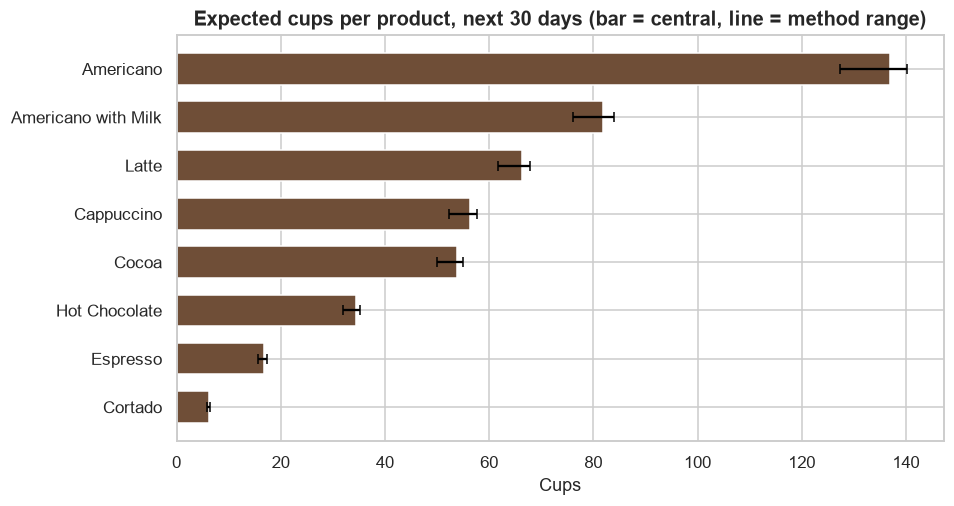 Expected cups per product, next 30 days (bar = central, line = method range)
Americano
Americano with Milk
Latte
Cappuccino
Cocoa
Hot Chocolate
Espresso
Cortado
0 20 40 60 80 100 120 140
Cups